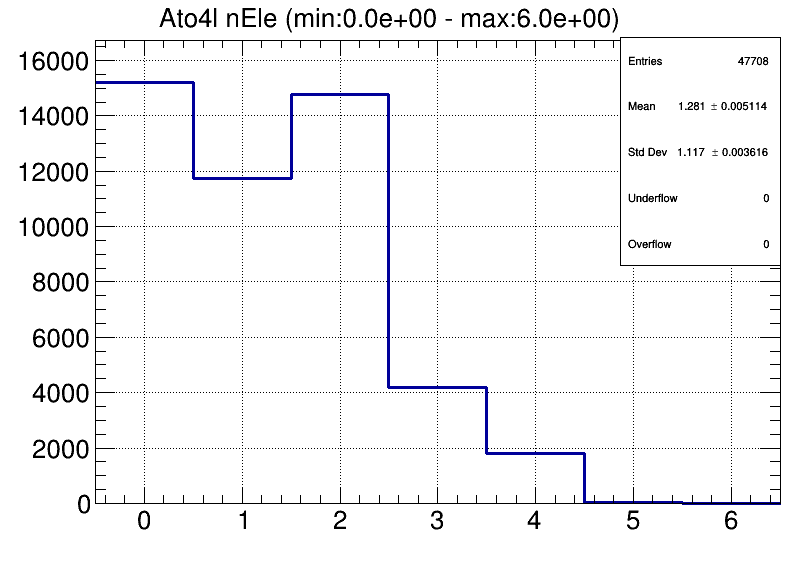 Ato4l nEle (min:0.0e+00 - max:6.0e+00)
Entries 47708
Mean 1.281 ± 0.005114
Std Dev 1.117 ± 0.003616
Underflow 0
Overflow 0
16000
14000
12000
10000
8000
6000
4000
2000
0
0 1 2 3 4 5 6